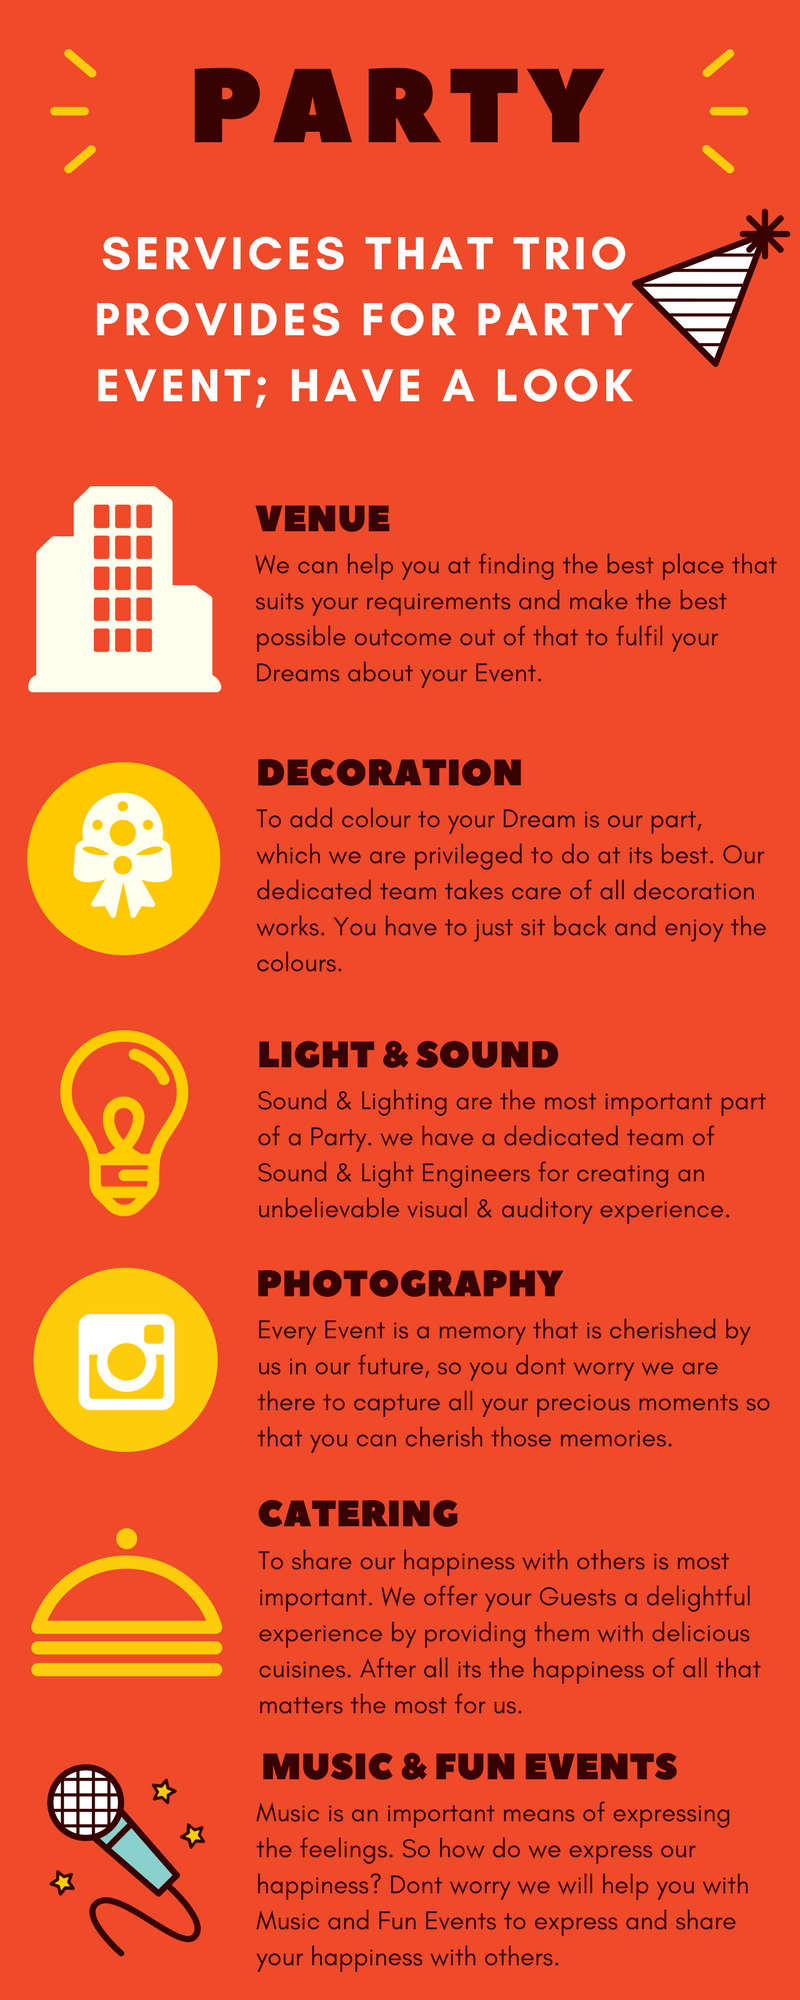 PARTY
SERVICES THAT TRIO
PROVIDES FOR PARTY
EVENT; HAVE A LOOK
VENUE
We can help you at finding the best place that
suits your requirements and make the best
possible outcome out of that to fulfil your
Dreams about your Event.
DECORATION
To add colour to your Dream is our part,
which we are privileged to do at its best. Our
dedicated team takes care of all decoration
works. You have to just sit back and enjoy the
colours.
LIGHT & SOUND
Sound & Lighting are the most important part
of a Party. we have a dedicated team of
Sound & Light Engineers for creating an
unbelievable visual & auditory experience.
PHOTOGRAPHY
Every Event is a memory that is cherished by
us in our future, so you dont worry we are
there to capture all your precious moments so
that you can cherish those memories.
CATERING
To share our happiness with others is most
important. We offer your Guests a delightful
experience by providing them with delicious
cuisines. After all its the happiness of all that
matters the most for us.
MUSIC & FUN EVENTS
Music is an important means of expressing
the feelings. So how do we express our
happiness? Dont worry we will help you with
Music and Fun Events to express and share
your happiness with others.